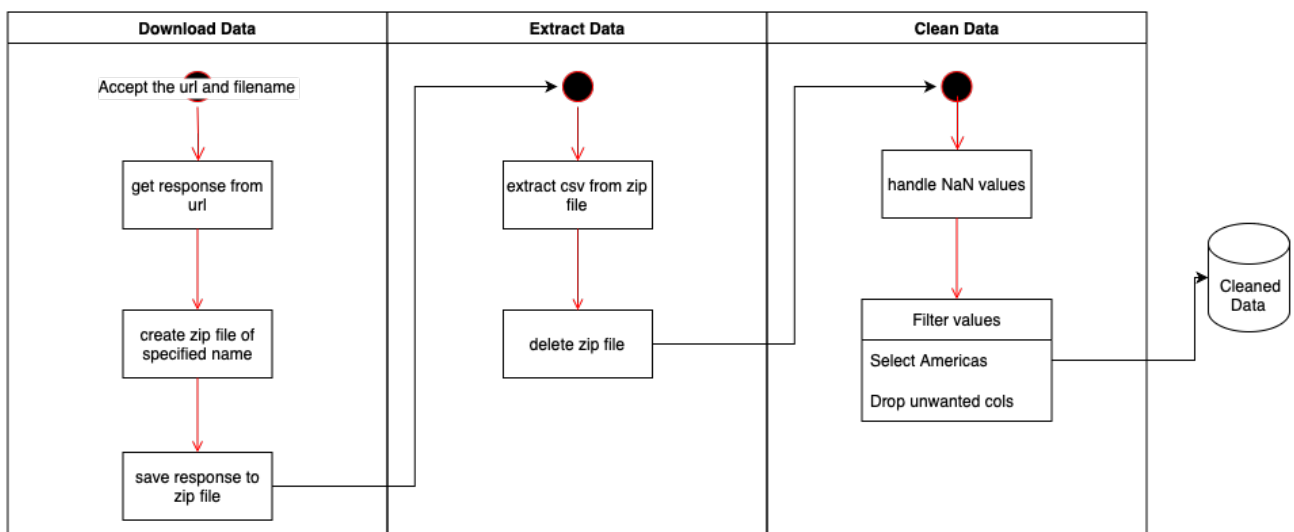 Download Data
Extract Data
Clean Data
Accept the url and filename
get response from
url
create zip file of
specified name
save response to
zip file
extract csv from zip
file
delete zip file
handle NaN values
Filter values
Select Americas
Drop unwanted cols
Cleaned
Data